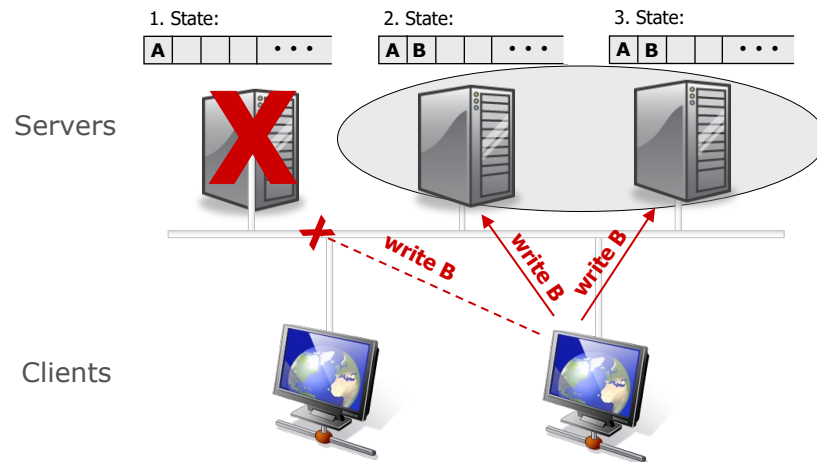 1. State:
2. State:
3. State:
A • • •
A B • • •
A B • • •
Servers
X
X
write B
write B
write B
Clients